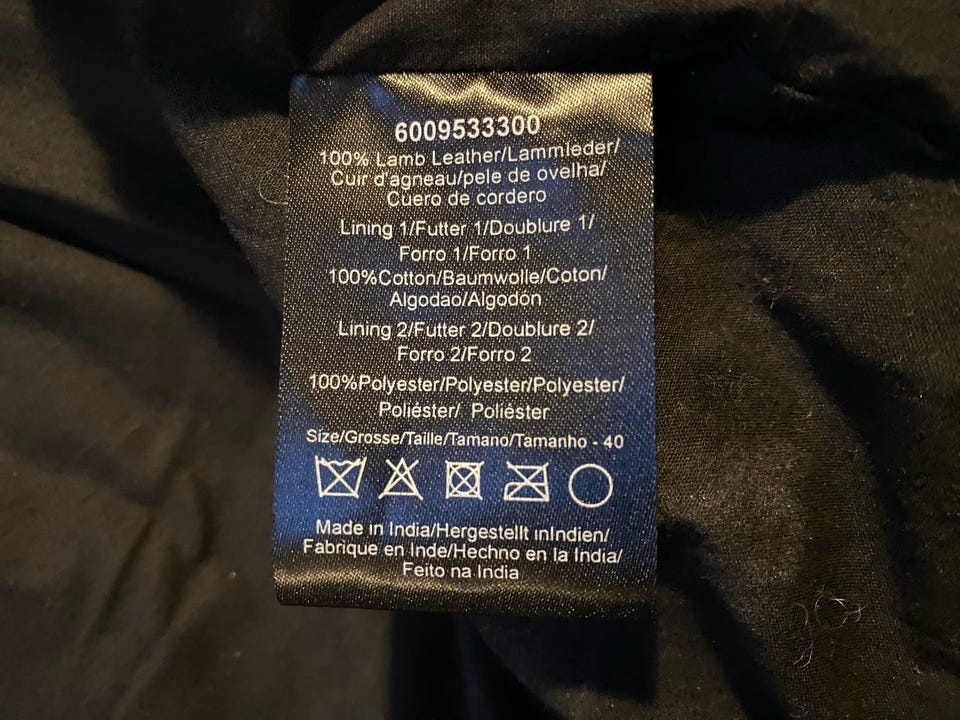 6009533300
100% Lamb Leather/Lammleder/
Cuir d'agneau/pele de ovelha/
Cuero de cordero
Lining 1/Futter 1/Doublure 1/
Forro 1/Forro 1
100%Cotton/Baumwolle/Coton/
Algodao/Algodón
Lining 2/Futter 2/Doublure 2/
Forro 2/Forro 2
100%Polyester/Polyester/Polyester/
Poliéster/ Poliéster
Size/Grosse/Taille/Tamano/Tamanho - 40
Made in India/Hergestellt inIndien/
Fabrique en Inde/Hechno en la India/
Feito na India